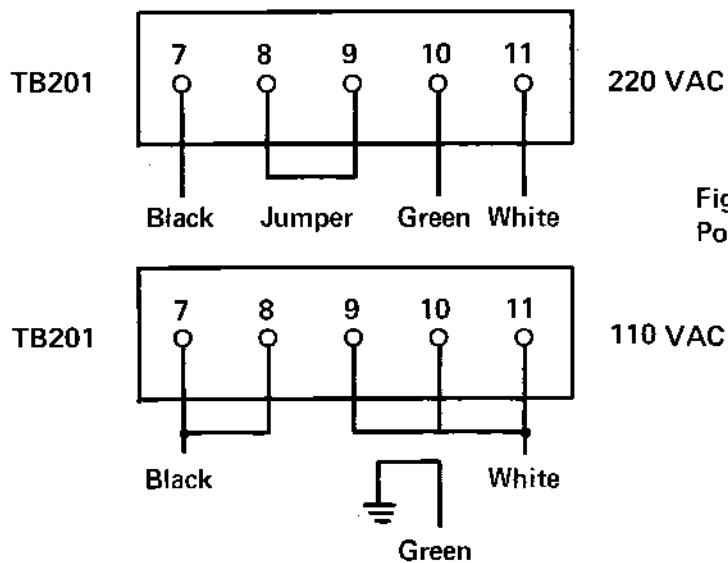 7 8 9 10 11
TB201 220 VAC
Black Jumper Green White
Fig
Po
7 8 9 10 11
TB201 110 VAC
Black White
Green